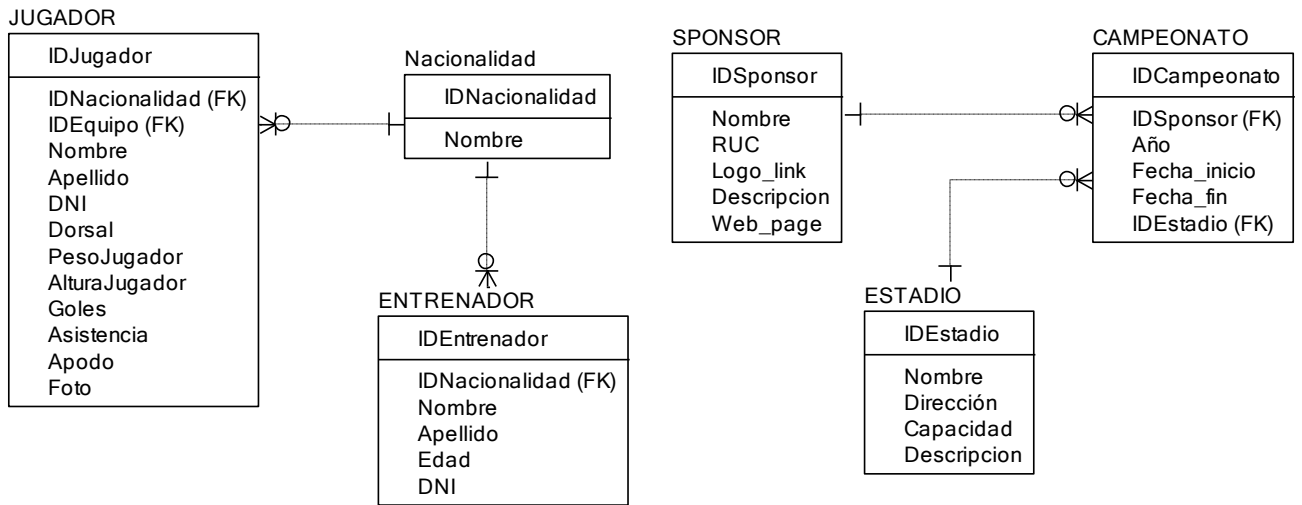 JUGADOR
IDJugador
IDNacionalidad (FK)
IDEquipo (FK)
Nombre
Apellido
DNI
Dorsal
PesoJugador
AlturaJugador
Goles
Asistencia
Apodo
Foto
Nacionalidad
IDNacionalidad
Nombre
ENTRENADOR
IDEntrenador
IDNacionalidad (FK)
Nombre
Apellido
Edad
DNI
SPONSOR
IDSponsor
Nombre
RUC
Logo_link
Descripcion
Web_page
CAMPEONATO
IDCampeonato
IDSponsor (FK)
Año
Fecha_inicio
Fecha_fin
IDEstadio (FK)
ESTADIO
IDEstadio
Nombre
Dirección
Capacidad
Descripcion